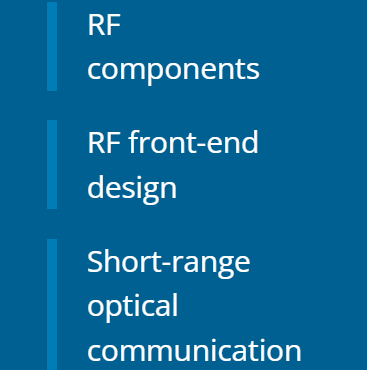 RF
components
RF front-end
design
Short-range
optical
communication